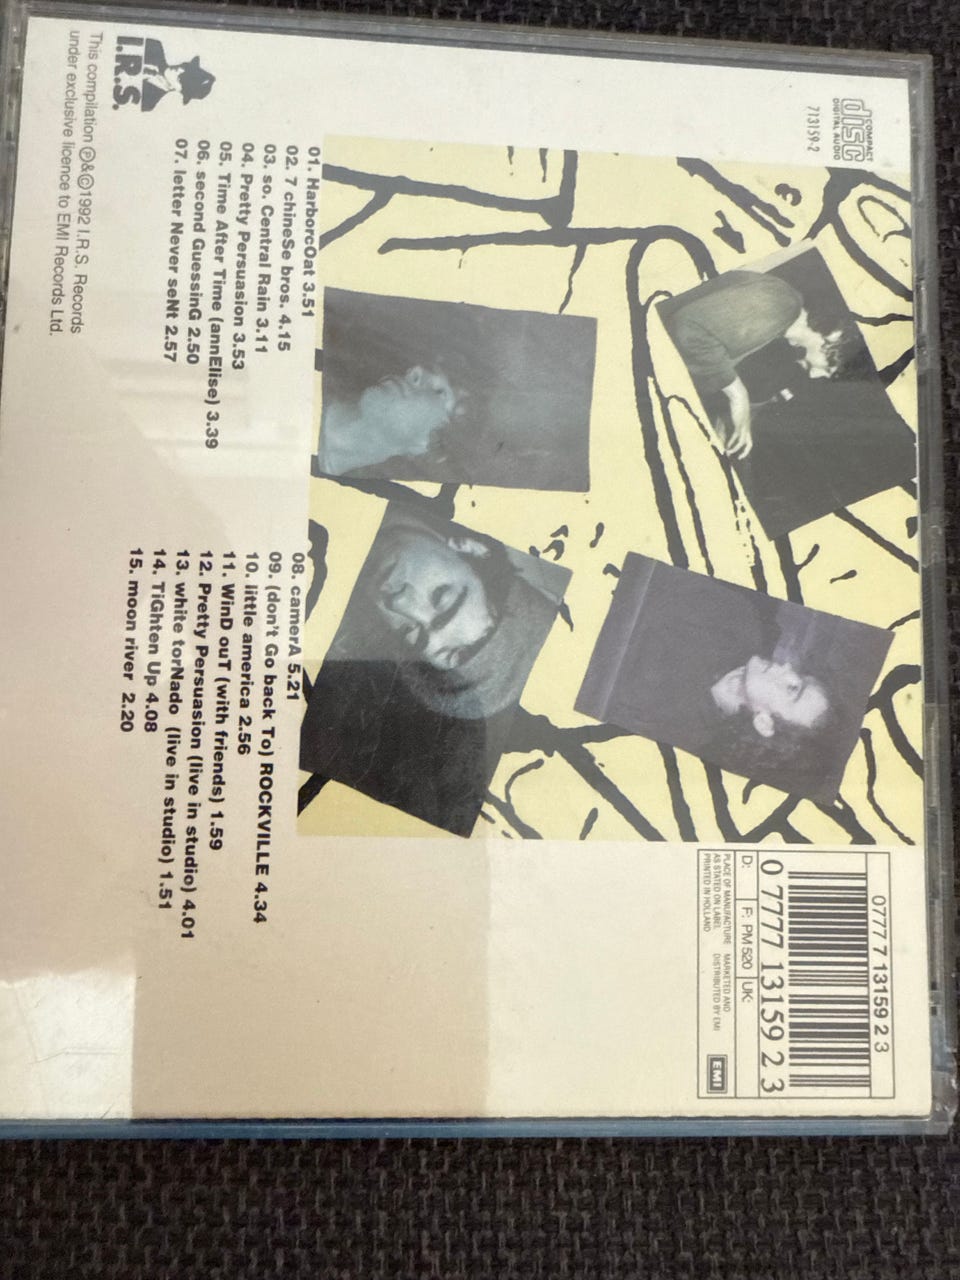 COMPACT
disc
DIGITAL AUDIO
713159-2
0777 7 13159 2 3
0 7777 13159 2 3
D: F: PM 520 UK:
PLACE OF MANUFACTURE
AS STATED ON LABEL
PRINTED IN HOLLAND
MARKETED AND
DISTRIBUTED BY EMI
EMI
01. HarborcOat 3.51
02. 7 chineSe bros. 4.15
03. so. Central Rain 3.11
04. Pretty Persuasion 3.53
05. Time After Time (annElise) 3.39
06. second GuessinG 2.50
07. letter Never seNt 2.57
08. camerA 5.21
09. (don't Go back To) ROCKVILLE 4.34
10. little america 2.56
11. WinD ouT (with friends) 1.59
12. Pretty Persuasion (live in studio) 4.01
13. white torNado (live in studio) 1.51
14. TiGhten Up 4.08
15. moon river 2.20
I.R.S.
This compilation ℗&©1992 I.R.S. Records
under exclusive licence to EMI Records Ltd.